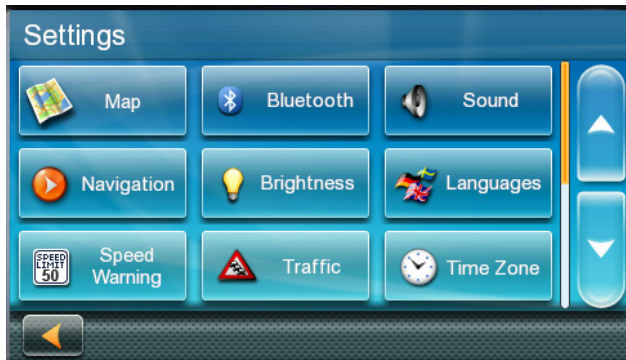 Settings
Map
Bluetooth
Sound
Navigation
Brightness
Languages
SPEED
LIMIT
50
Speed
Warning
Traffic
Time Zone